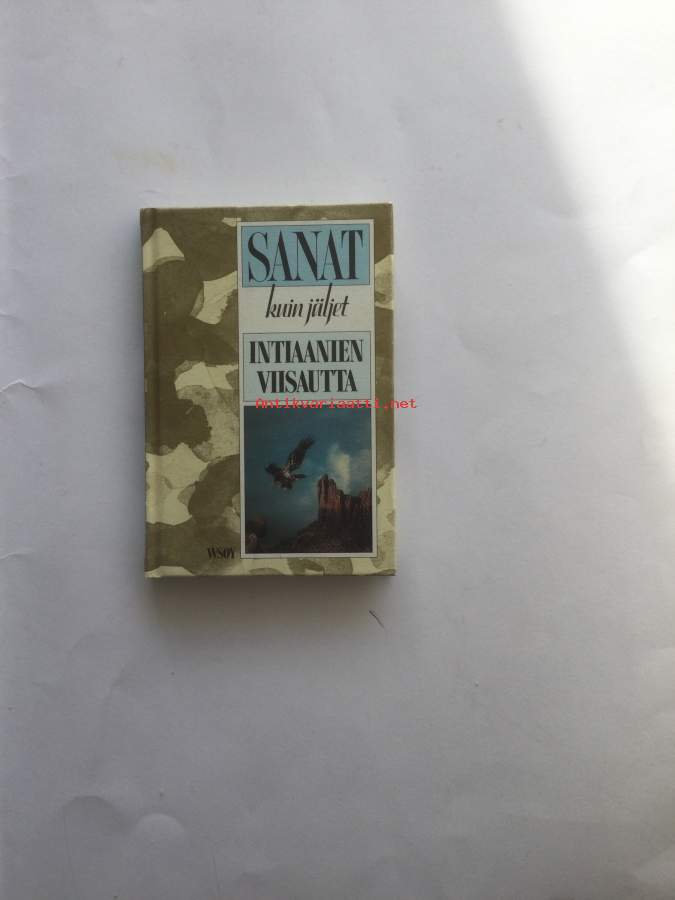 SANAT
kuin jäljet
INTIAANIEN
VIISAUTTA
Antikvariaatti.net
WSOY